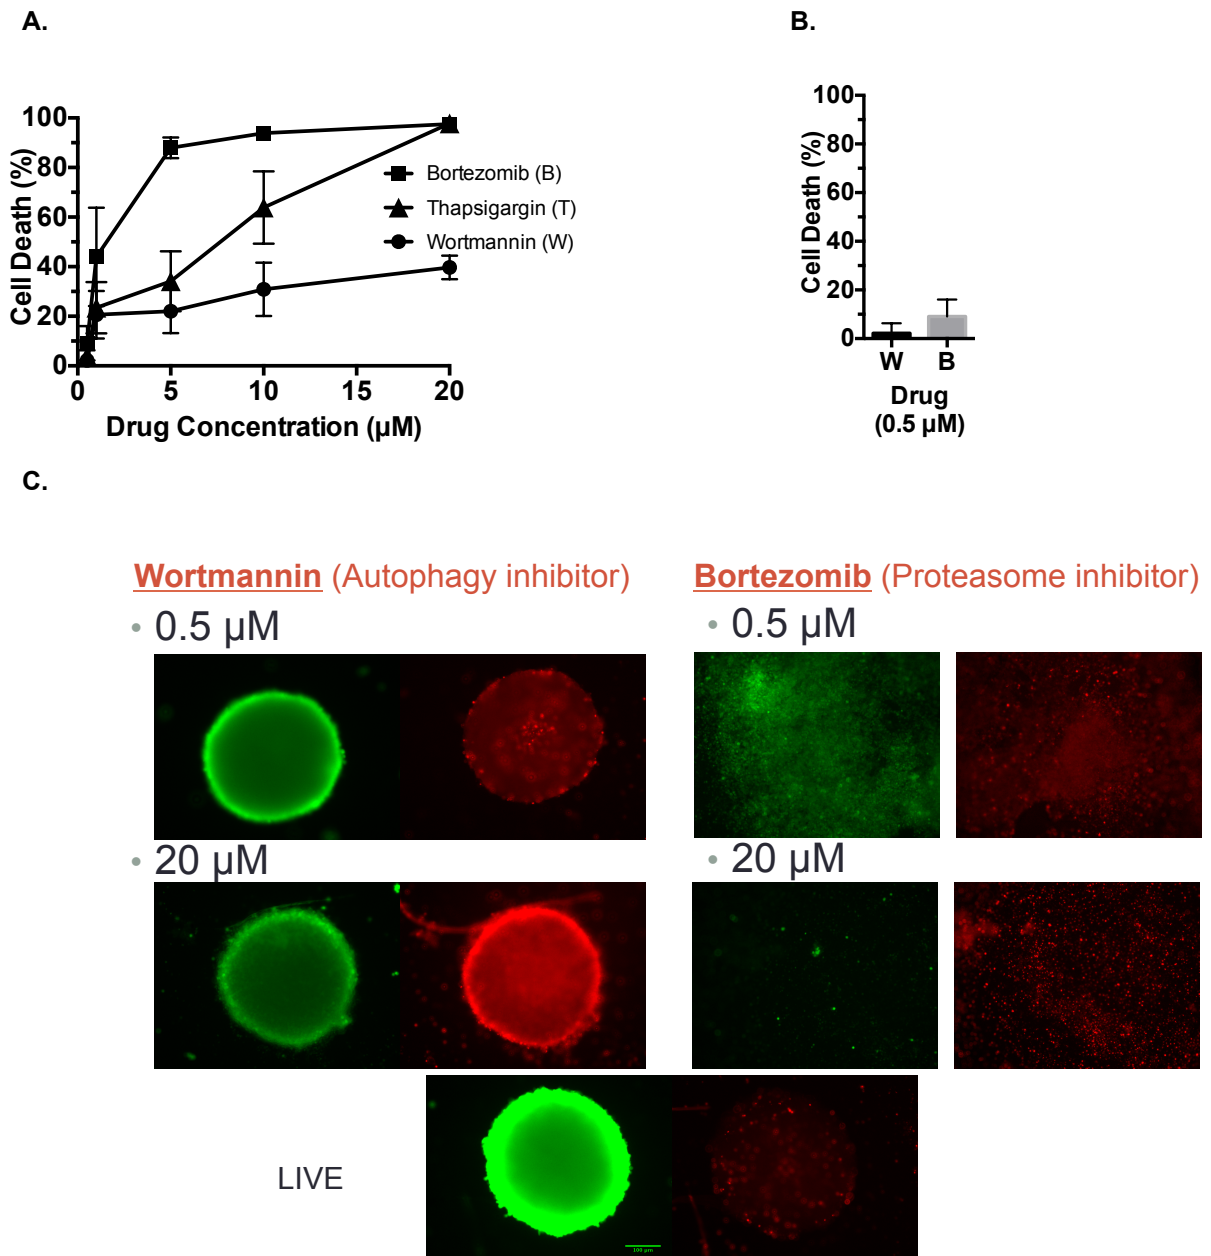 A.
100
80
60
40
20
0
Cell Death (%)
0 5 10 15 20
Drug Concentration (µM)
Bortezomib (B)
Thapsigargin (T)
Wortmannin (W)
B.
100
80
60
40
20
0
Cell Death (%)
W B
Drug
(0.5 µM)
C.
Wortmannin (Autophagy inhibitor)
• 0.5 µM
• 20 µM
Bortezomib (Proteasome inhibitor)
• 0.5 µM
• 20 µM
LIVE
100 µm